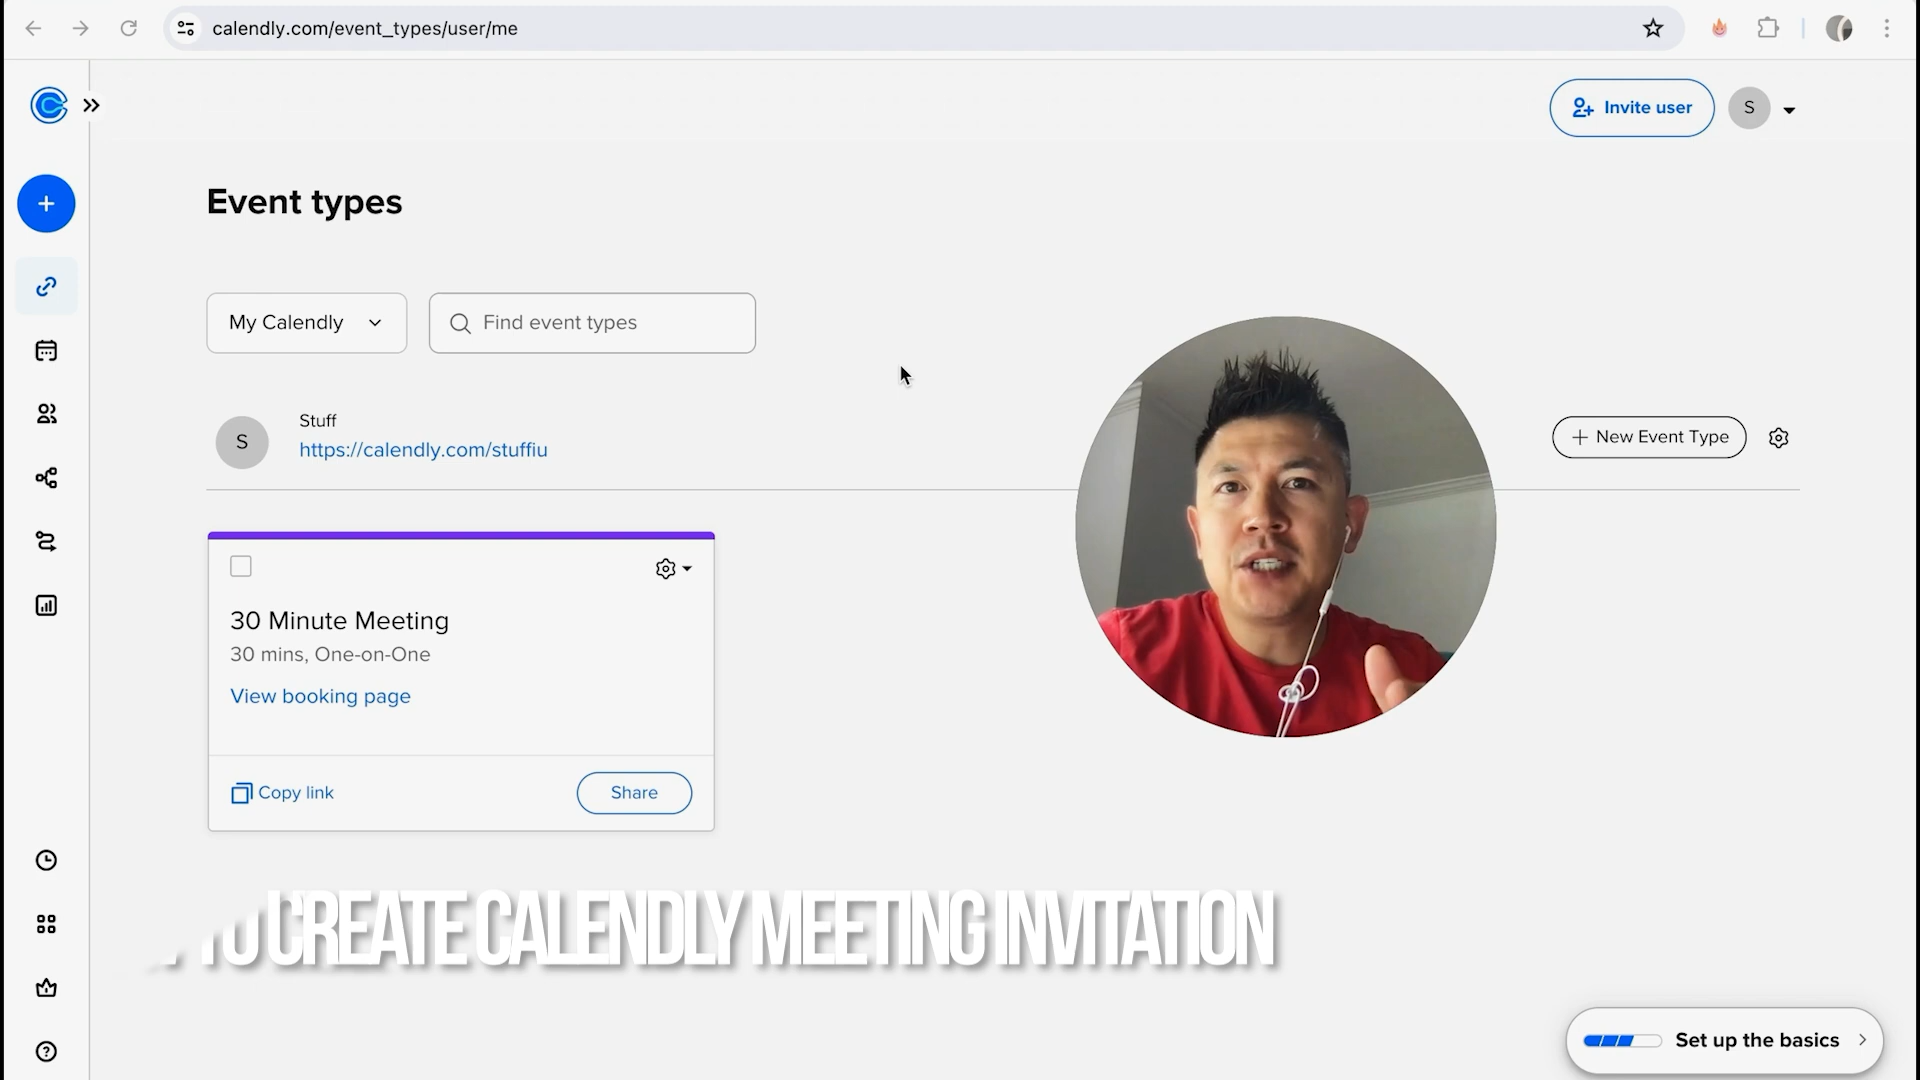 calendly.com/event_types/user/me
Invite user
S
Event types
My Calendly
Find event types
S
Stuff
https://calendly.com/stuffiu
New Event Type
30 Minute Meeting
30 mins, One-on-One
View booking page
Copy link
Share
TO CREATE CALENDLY MEETING INVITATION
Set up the basics